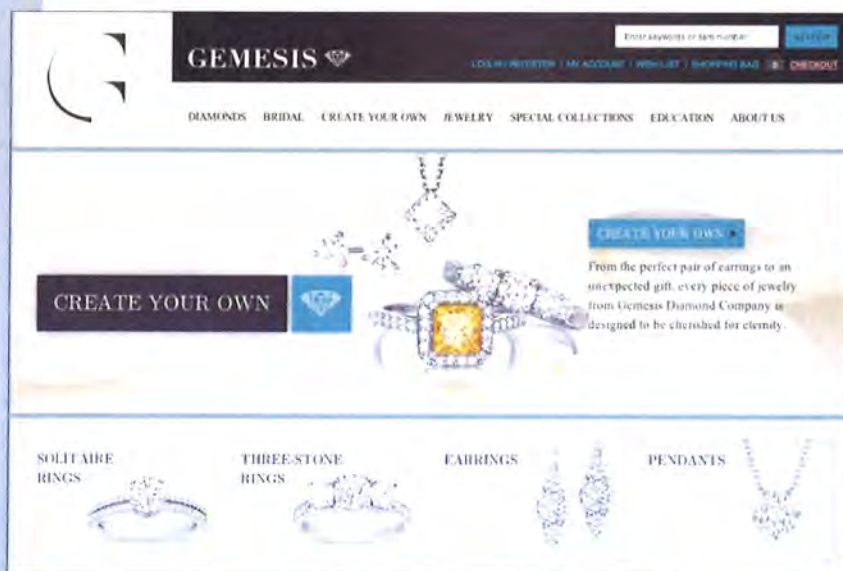 Enter keywords or item number
SEARCH
GEMESIS
LOG IN / REGISTER | MY ACCOUNT | WISH LIST | SHOPPING BAG 0 CHECKOUT
DIAMONDS BRIDAL CREATE YOUR OWN JEWELRY SPECIAL COLLECTIONS EDUCATION ABOUT US
CREATE YOUR OWN
CREATE YOUR OWN
From the perfect pair of earrings to an
unexpected gift, every piece of jewelry
from Gemesis Diamond Company is
designed to be cherished for eternity.
SOLITAIRE
RINGS
THREE-STONE
RINGS
EARRINGS
PENDANTS